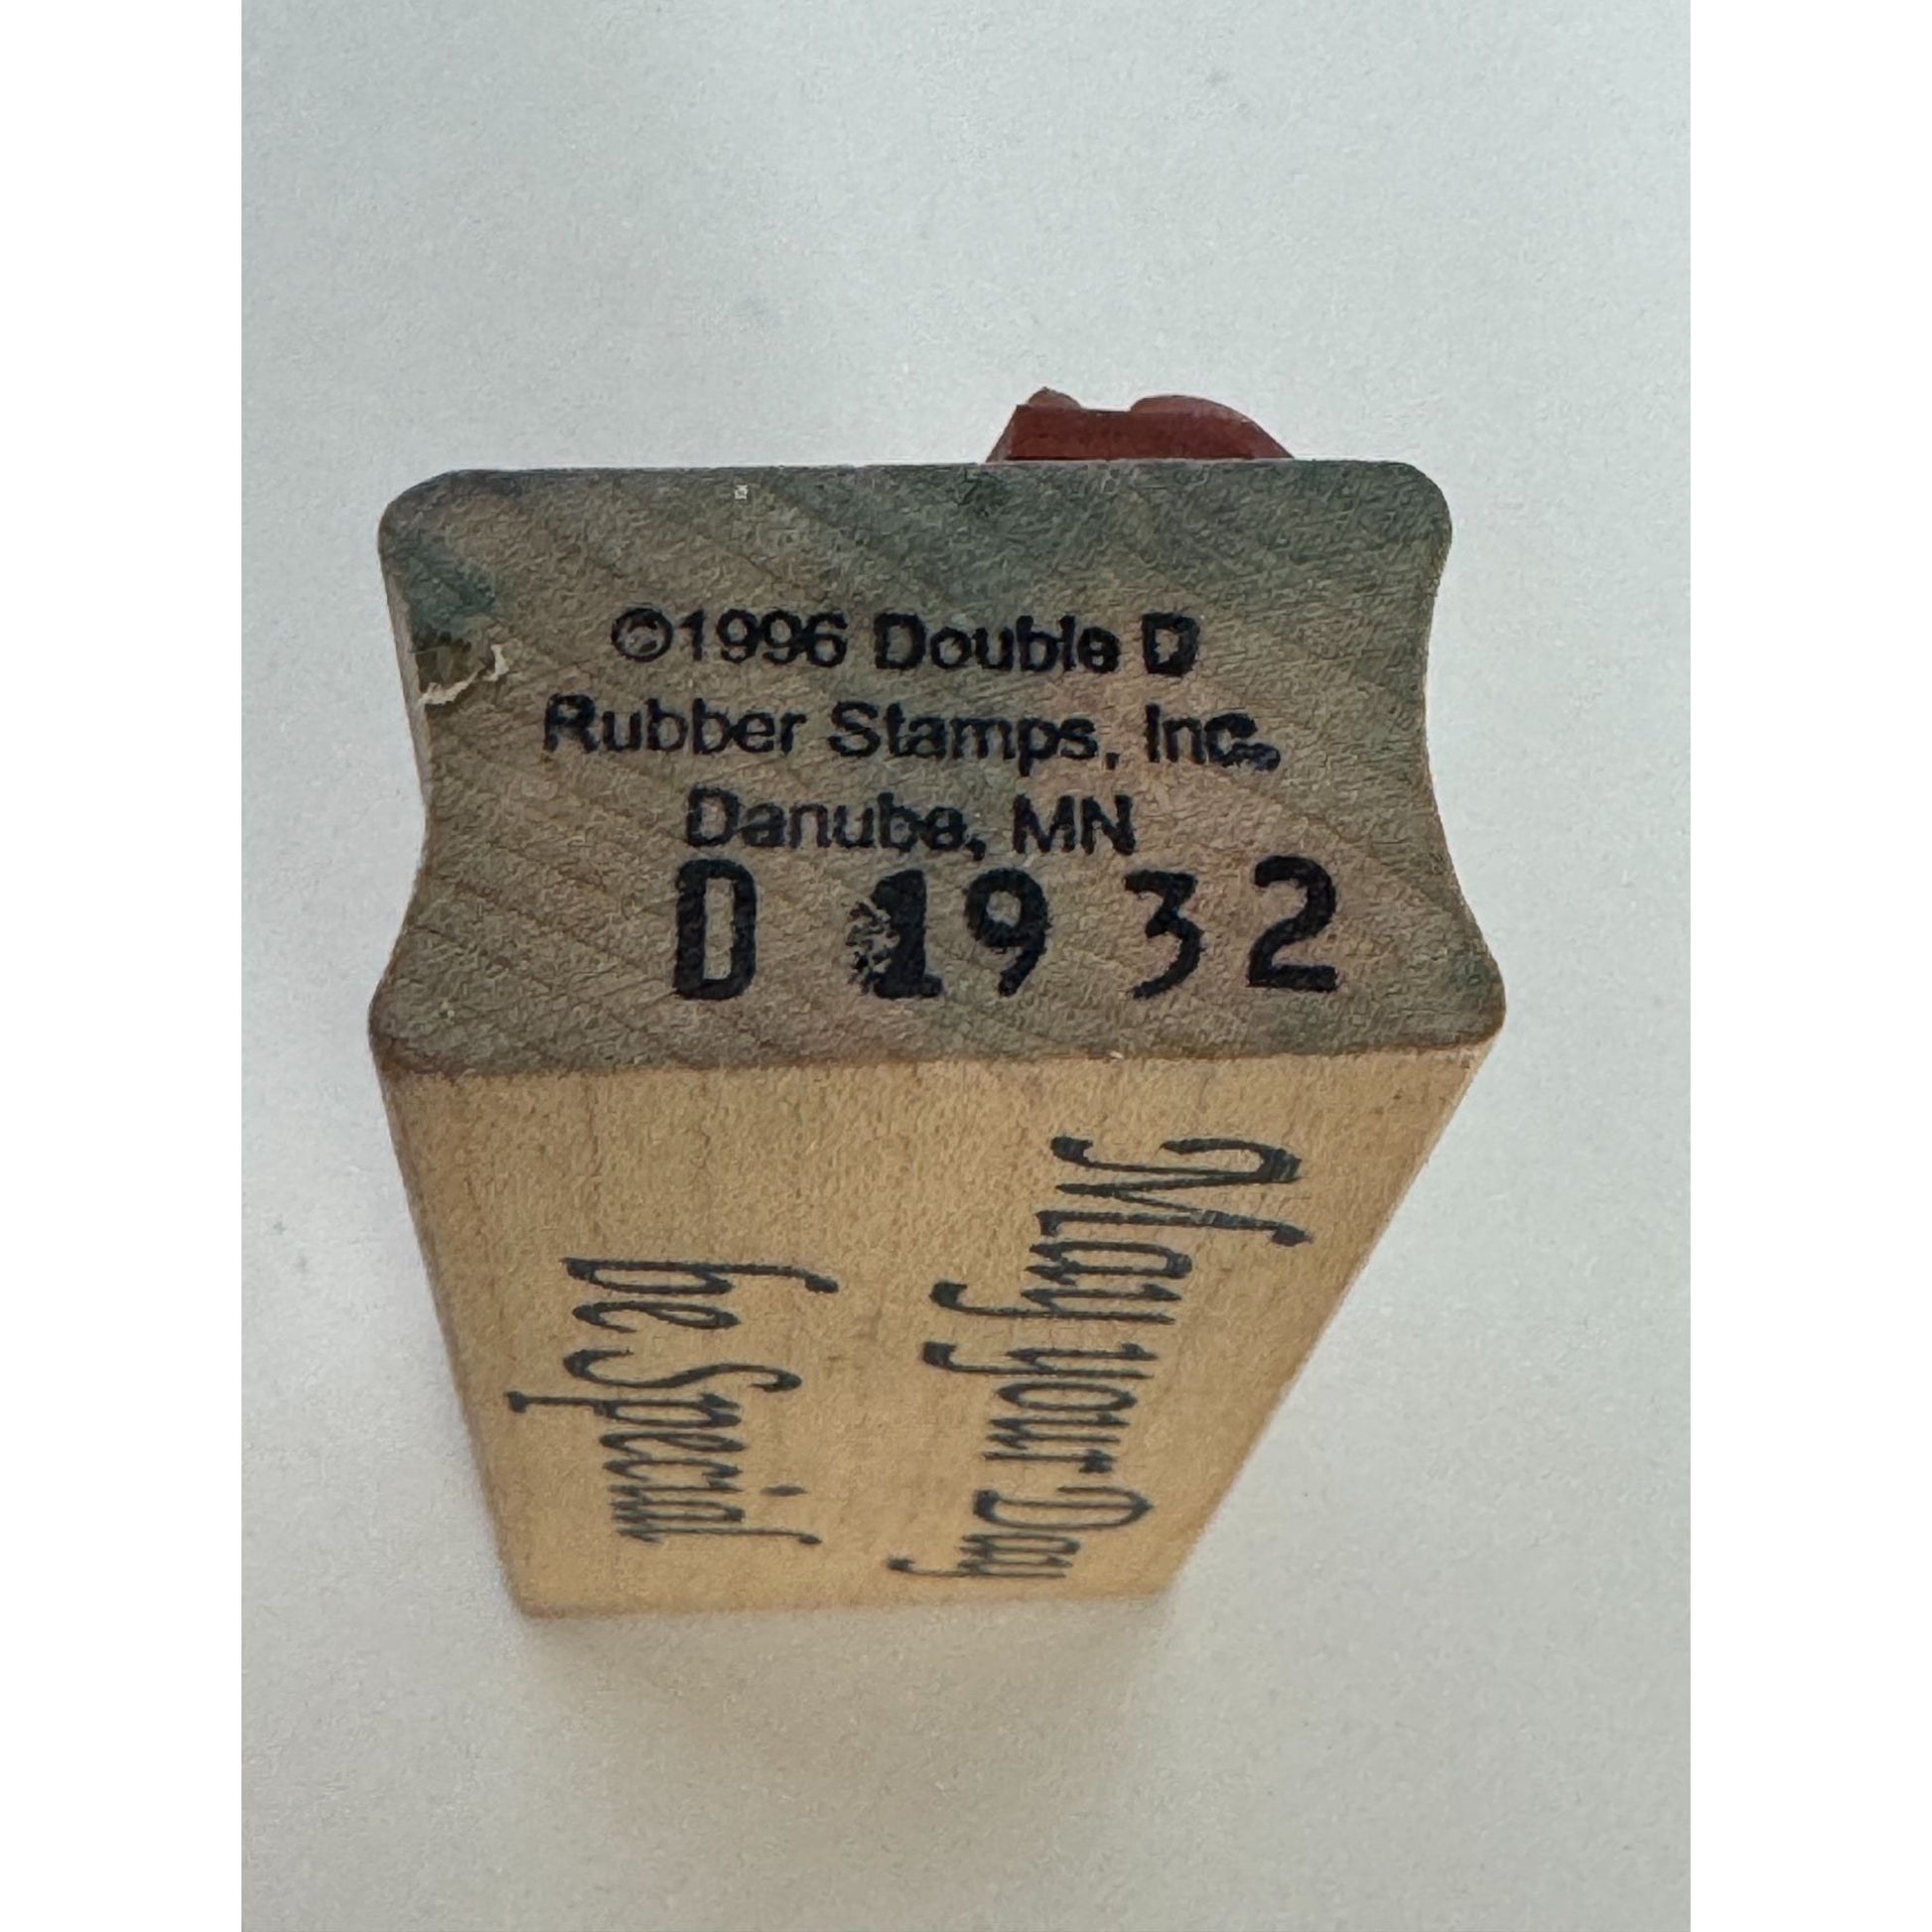 ©1996 Double D
Rubber Stamps, Inc.
Danube, MN
D 1932
May your Day
be Special